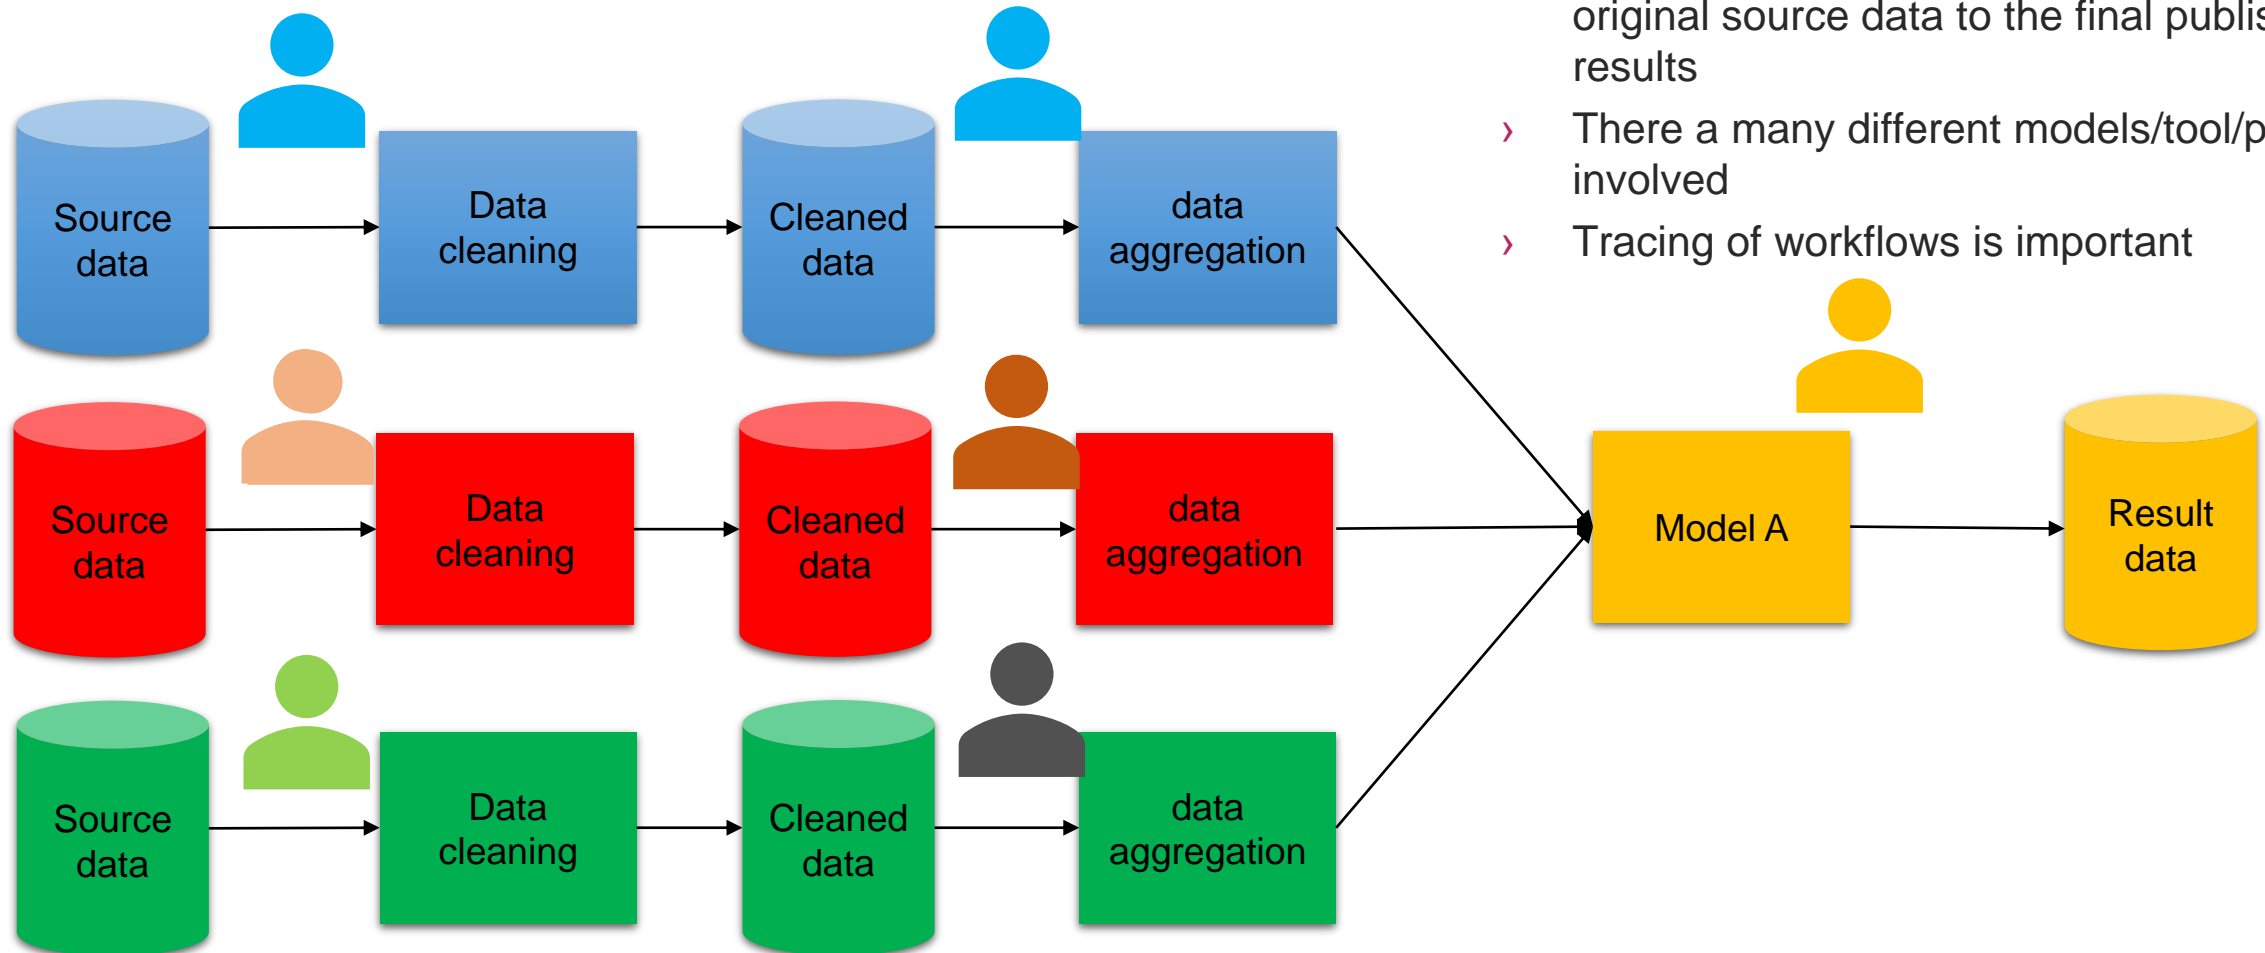 original source data to the final
results
› There a many different models/tool/
involved
› Tracing of workflows is important
Source
data
Data
cleaning
Cleaned
data
data
aggregation
Source
data
Data
cleaning
Cleaned
data
data
aggregation
Model A
Result
data
Source
data
Data
cleaning
Cleaned
data
data
aggregation